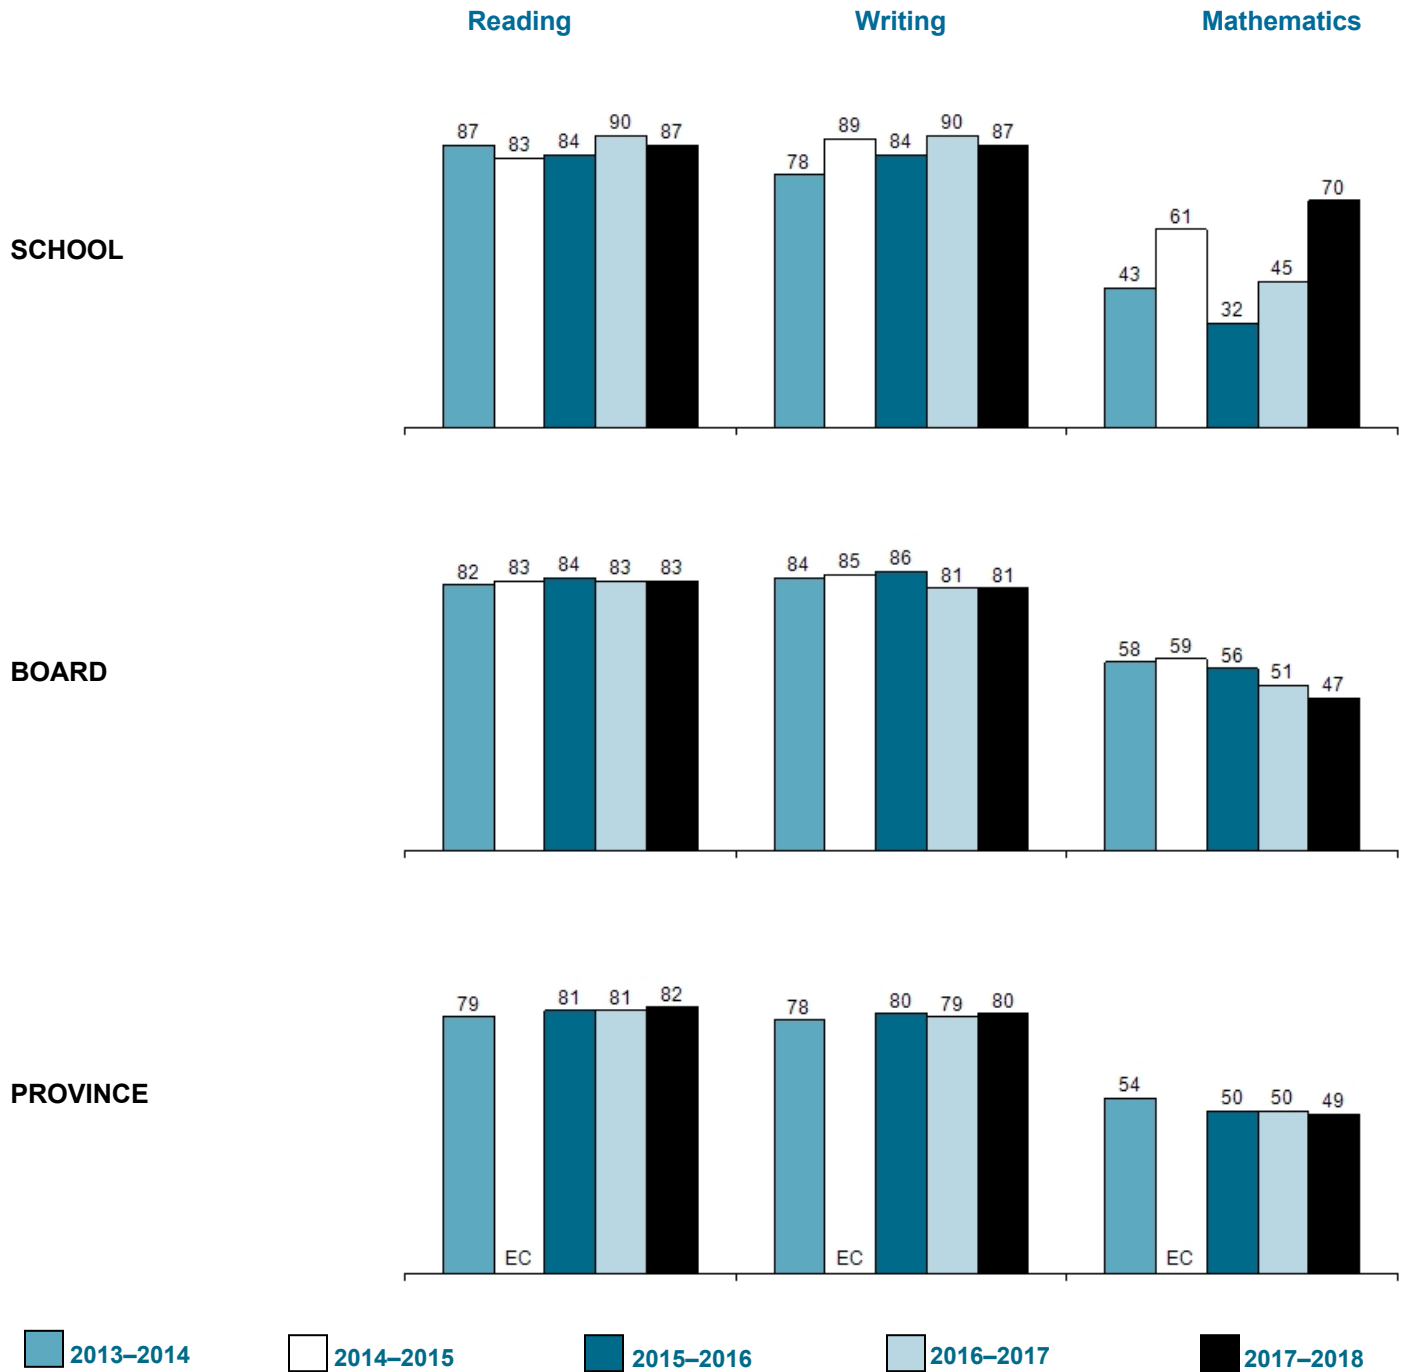 Reading Writing Mathematics
SCHOOL
87 83 84 90 87
78 89 84 90 87
43 61 32 45 70
BOARD
82 83 84 83 83
84 85 86 81 81
58 59 56 51 47
PROVINCE
79 EC 81 81 82
78 EC 80 79 80
54 EC 50 50 49
2013–2014 2014–2015 2015–2016 2016–2017 2017–2018